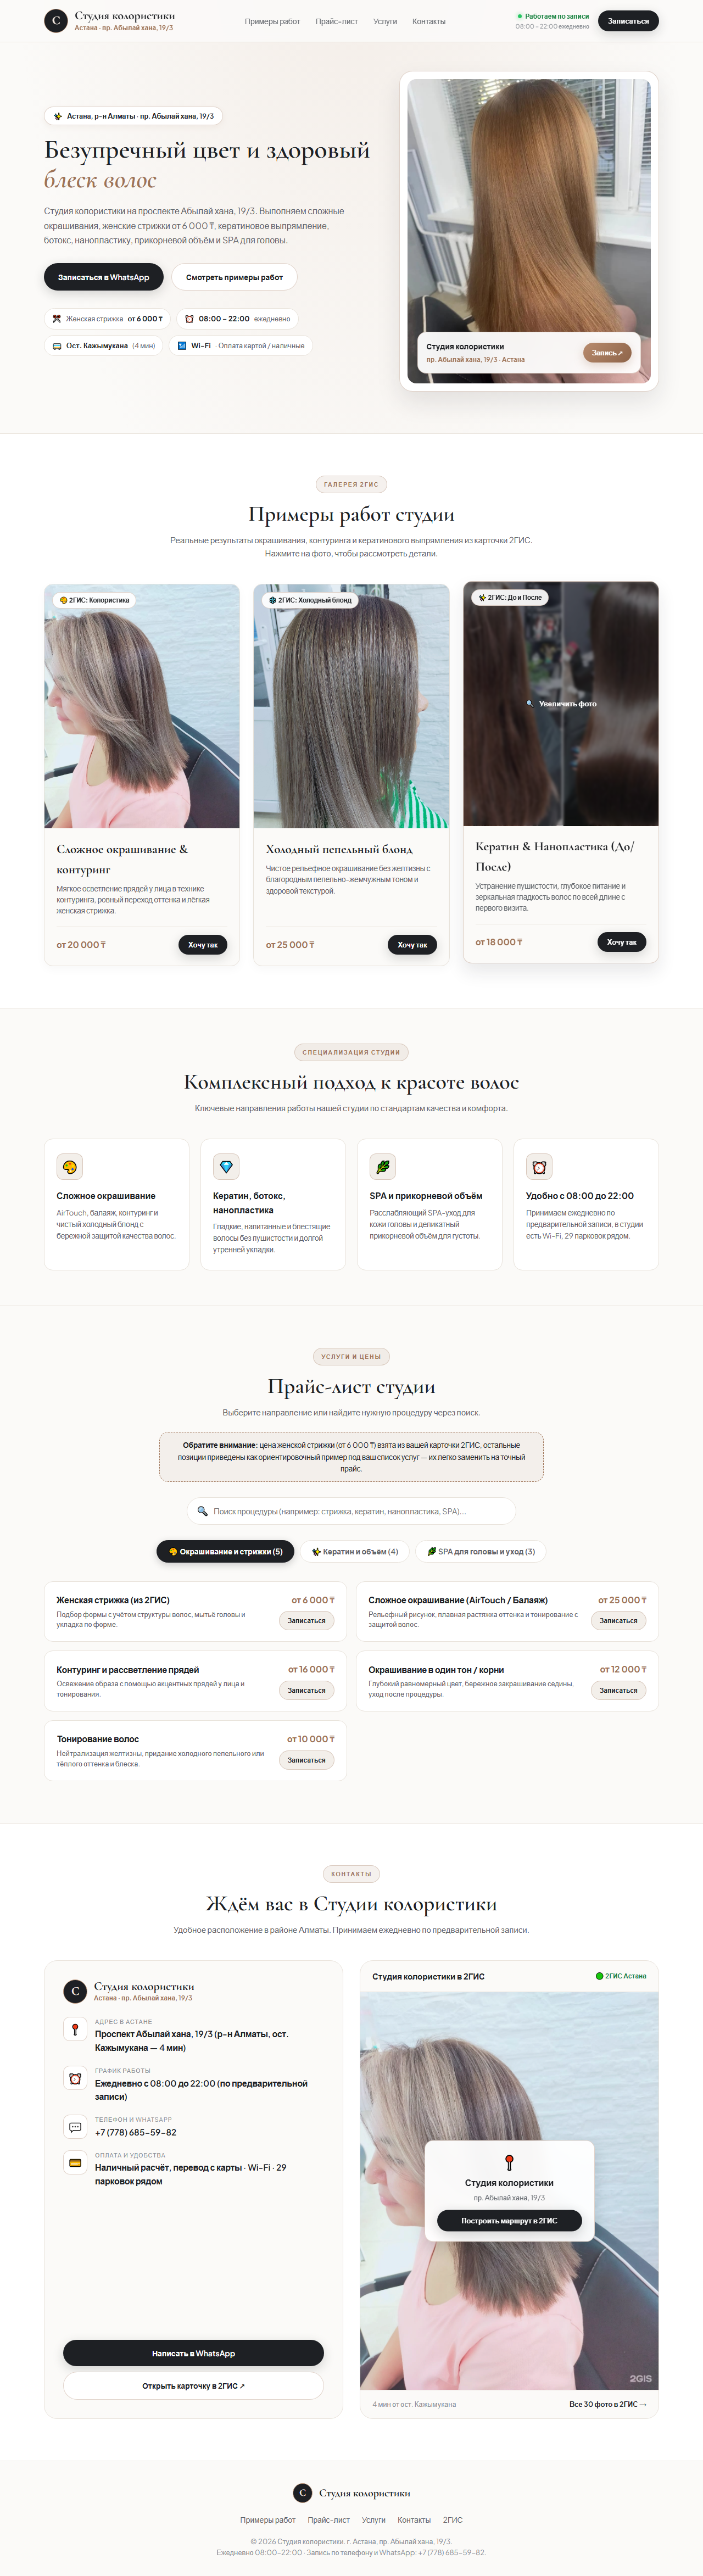 С
Студия колористики
Астана · пр. Абылай хана, 19/3
Примеры работ
Прайс-лист
Услуги
Контакты
Работаем по записи
08:00 – 22:00 ежедневно
Записаться
Астана, р-н Алматы · пр. Абылай хана, 19/3
Безупречный цвет и здоровый
блеск волос
Студия колористики на проспекте Абылай хана, 19/3. Выполняем сложные
окрашивания, женские стрижки от 6 000 ₸, кератиновое выпрямление,
ботокс, нанопластику, прикорневой объём и SPA для головы.
Записаться в WhatsApp
Смотреть примеры работ
Женская стрижка от 6 000 ₸
08:00 – 22:00 ежедневно
Ост. Кажымукана (4 мин)
Wi-Fi · Оплата картой / наличные
Студия колористики
пр. Абылай хана, 19/3 · Астана
Запись ↗
ГАЛЕРЕЯ 2ГИС
Примеры работ студии
Реальные результаты окрашивания, контуринга и кератинового выпрямления из карточки 2ГИС.
Нажмите на фото, чтобы рассмотреть детали.
2ГИС: Колористика
Сложное окрашивание &
контуринг
Мягкое осветление прядей у лица в технике
контуринга, ровный переход оттенков и лёгкая
женская стрижка.
от 20 000 ₸
Хочу так
2ГИС: Холодный блонд
Холодный пепельный блонд
Чистое рельефное окрашивание без желтизны с
благородным пепельно-жемчужным тоном и
здоровой текстурой.
от 25 000 ₸
Хочу так
2ГИС: До и После
Увеличить фото
Кератин & Нанопластика (До/
После)
Устранение пушистости, глубокое питание и
зеркальная гладкость волос по всей длине с
первого визита.
от 18 000 ₸
Хочу так
СПЕЦИАЛИЗАЦИЯ СТУДИИ
Комплексный подход к красоте волос
Ключевые направления работы нашей студии по стандартам качества и комфорта.
Сложное окрашивание
AirTouch, балаяж, контуринг и
чистый холодный блонд с
бережной защитой качества волос.
Кератин, ботокс,
нанопластика
Гладкие, напитанные и блестящие
волосы без пушистости и долгой
утренней укладки.
SPA и прикорневой объём
Расслабляющий SPA-уход для
кожи головы и деликатный
прикорневой объём для густоты.
Удобно с 08:00 до 22:00
Принимаем ежедневно по
предварительной записи, в студии
есть Wi-Fi, 29 парковок рядом.
УСЛУГИ И ЦЕНЫ
Прайс-лист студии
Выберите направление или найдите нужную процедуру через поиск.
Обратите внимание: цена женской стрижки (от 6 000 ₸) взята из вашей карточки 2ГИС, остальные
позиции приведены как ориентировочный пример под ваш список услуг — их легко заменить на точный
прайс.
Поиск процедуры (например: стрижка, кератин, нанопластика, SPA)...
Окрашивание и стрижки (5)
Кератин и объём (4)
SPA для головы и уход (3)
Женская стрижка (из 2ГИС)
от 6 000 ₸
Подбор формы с учётом структуры волос, мытьё головы и
укладка по форме.
Записаться
Сложное окрашивание (AirTouch / Балаяж)
от 25 000 ₸
Рельефный рисунок, плавная растяжка оттенка и тонирование с
защитой волос.
Записаться
Контуринг и рассветление прядей
от 16 000 ₸
Освежение образа с помощью акцентных прядей у лица и
тонирования.
Записаться
Окрашивание в один тон / корни
от 12 000 ₸
Глубокий равномерный цвет, бережное закрашивание седины,
уход после процедуры.
Записаться
Тонирование волос
от 10 000 ₸
Нейтрализация желтизны, придание холодного пепельного или
тёплого оттенка и блеска.
Записаться
КОНТАКТЫ
Ждём вас в Студии колористики
Удобное расположение в районе Алматы. Принимаем ежедневно по предварительной записи.
С
Студия колористики
Астана · пр. Абылай хана, 19/3
АДРЕС В АСТАНЕ
Проспект Абылай хана, 19/3 (р-н Алматы, ост.
Кажымукана — 4 мин)
ГРАФИК РАБОТЫ
Ежедневно с 08:00 до 22:00 (по предварительной
записи)
ТЕЛЕФОН И WHATSAPP
+7 (778) 685-59-82
ОПЛАТА И УДОБСТВА
Наличный расчёт, перевод с карты · Wi-Fi · 29
парковок рядом
Написать в WhatsApp
Открыть карточку в 2ГИС ↗
Студия колористики в 2ГИС
2ГИС Астана
Студия колористики
пр. Абылай хана, 19/3
Построить маршрут в 2ГИС
2GIS
4 мин от ост. Кажымукана
Все 30 фото в 2ГИС →
С
Студия колористики
Примеры работ
Прайс-лист
Услуги
Контакты
2ГИС
© 2026 Студия колористики. г. Астана, пр. Абылай хана, 19/3.
Ежедневно 08:00–22:00 · Запись по телефону и WhatsApp: +7 (778) 685-59-82.